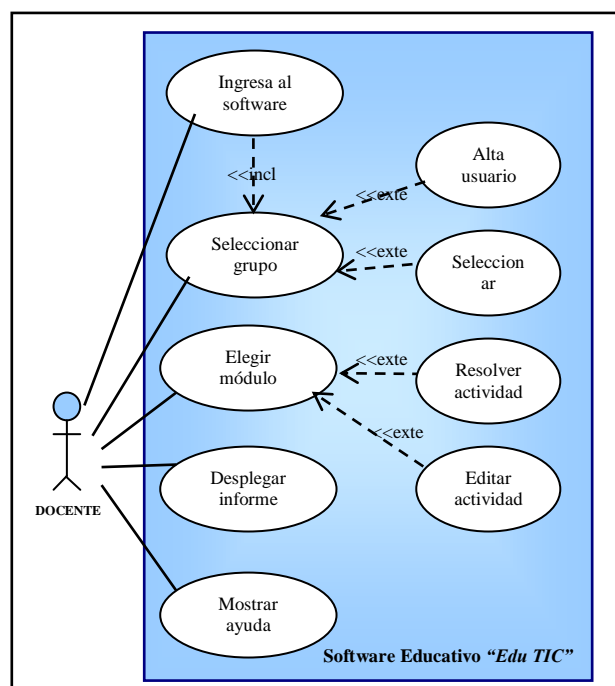 Ingresa al
software
<<incl
Alta
usuario
<<exte
Seleccionar
grupo
<<exte
Seleccion
ar
Elegir
módulo
<<exte
Resolver
actividad
<<exte
Desplegar
informe
Editar
actividad
DOCENTE
Mostrar
ayuda
Software Educativo “Edu TIC”